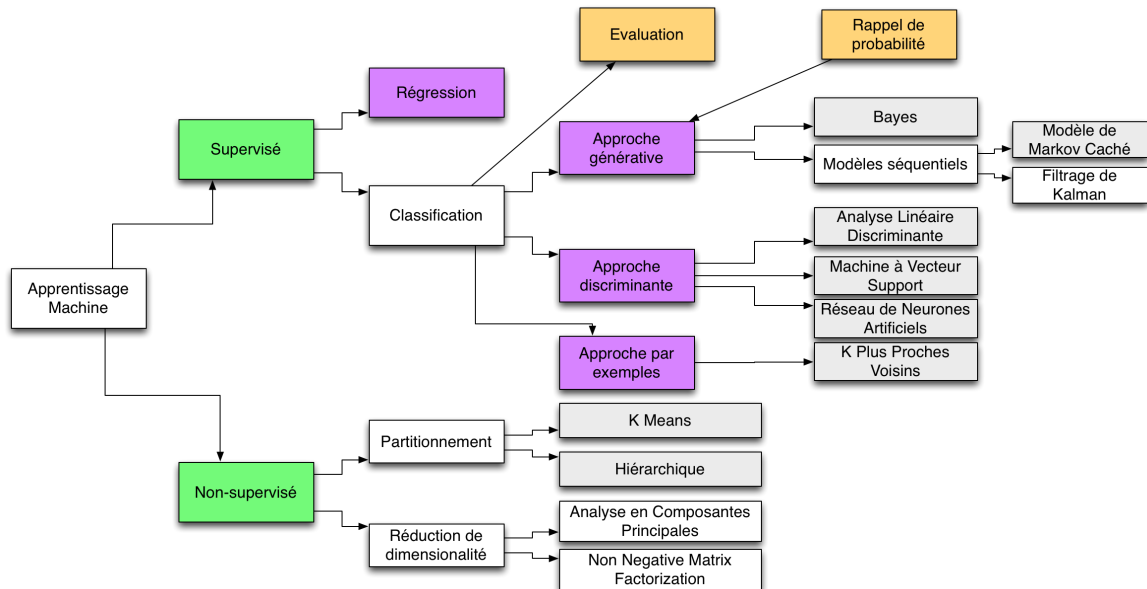 Evaluation
Rappel de
probabilité
Régression
Supervisé
Approche
générative
Bayes
Modèles séquentiels
Modèle de
Markov Caché
Filtrage de
Kalman
Classification
Analyse Linéaire
Discriminante
Approche
discriminante
Machine à Vecteur
Support
Réseau de Neurones
Artificiels
Apprentissage
Machine
Approche par
exemples
K Plus Proches
Voisins
Partitionnement
K Means
Hiérarchique
Non-supervisé
Réduction de
dimensionalité
Analyse en Composantes
Principales
Non Negative Matrix
Factorization